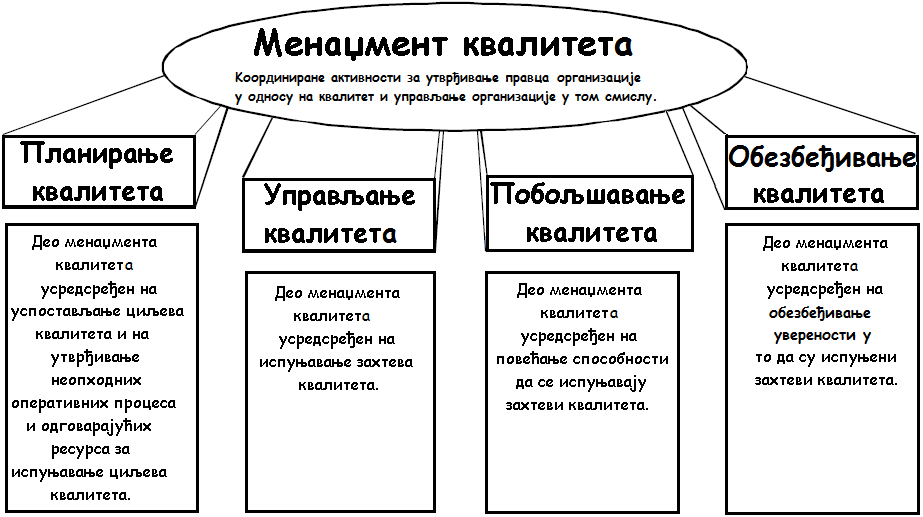 Менаџмент квалитета
Координиране активности за утврђивање правца организације
у односу на квалитет и управљање организације у том смислу.
Планирање
квалитета
Део менаџмента
квалитета
усредсређен на
успостављање циљева
квалитета и на
утврђивање
неопходних
оперативних процеса
и одговарајућих
ресурса за
испуњавање циљева
квалитета.
Управљање
квалитета
Део менаџмента
квалитета
усредсређен на
испуњавање захтева
квалитета.
Побољшавање
квалитета
Део менаџмента
квалитета
усредсређен на
повећање способности
да се испуњавају
захтеви квалитета.
Обезбеђивање
квалитета
Део менаџмента
квалитета
усредсређен на
обезбеђивање
уверености у
то да су испуњени
захтеви квалитета.